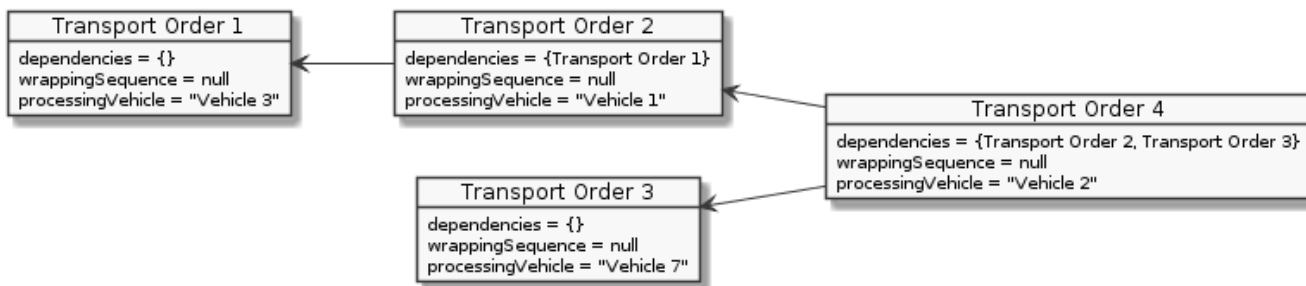 Transport Order 1
dependencies = {}
wrappingSequence = null
processingVehicle = "Vehicle 3"
Transport Order 2
dependencies = {Transport Order 1}
wrappingSequence = null
processingVehicle = "Vehicle 1"
Transport Order 3
dependencies = {}
wrappingSequence = null
processingVehicle = "Vehicle 7"
Transport Order 4
dependencies = {Transport Order 2, Transport Order 3}
wrappingSequence = null
processingVehicle = "Vehicle 2"